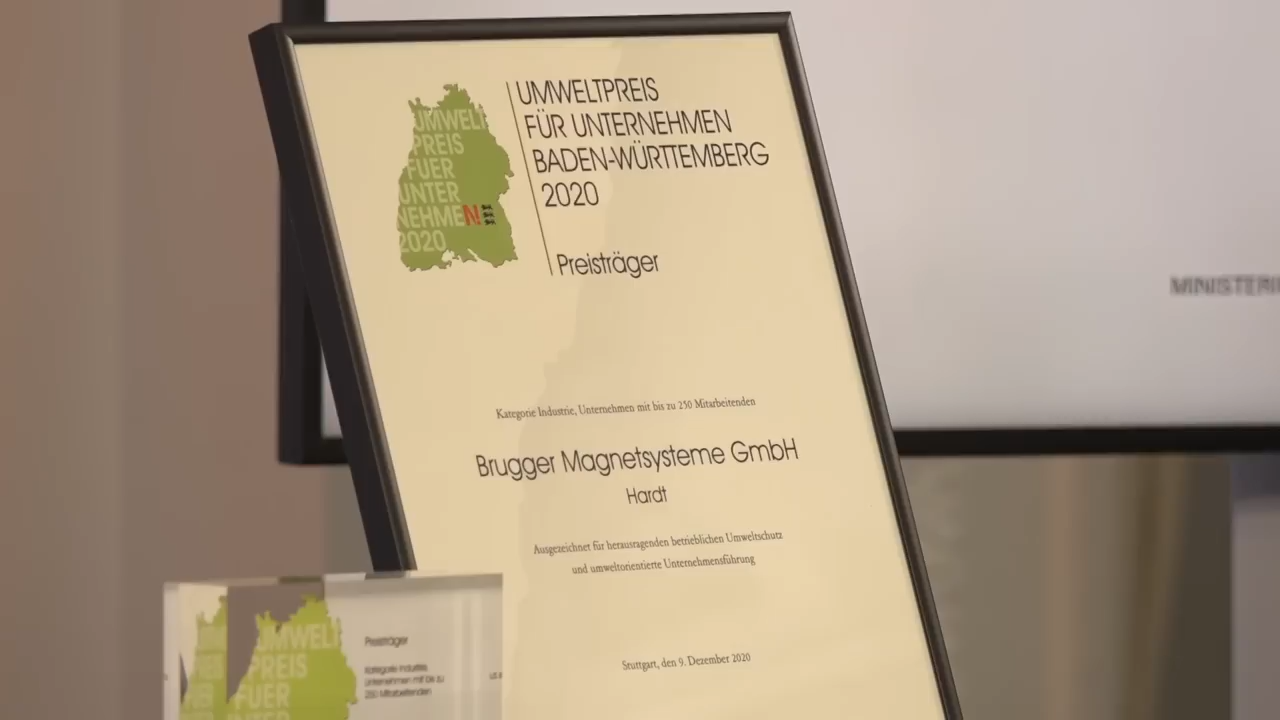 UMWELT
PREIS
FUER
UNTER
NEHMEN!
2020
UMWELTPREIS
FÜR UNTERNEHMEN
BADEN-WÜRTTEMBERG
2020
Preisträger
MINISTERI
Kategorie Industrie, Unternehmen mit bis zu 250 Mitarbeitenden
Brugger Magnetsysteme GmbH
Hardt
Ausgezeichnet für herausragenden betrieblichen Umweltschutz
und umweltorientierte Unternehmensführung
Stuttgart, den 9. Dezember 2020
UMWELT
PREIS
FUER
UNTER
Preisträger
Kategorie Industrie,
Unternehmen mit bis zu
250 Mitarbeitenden